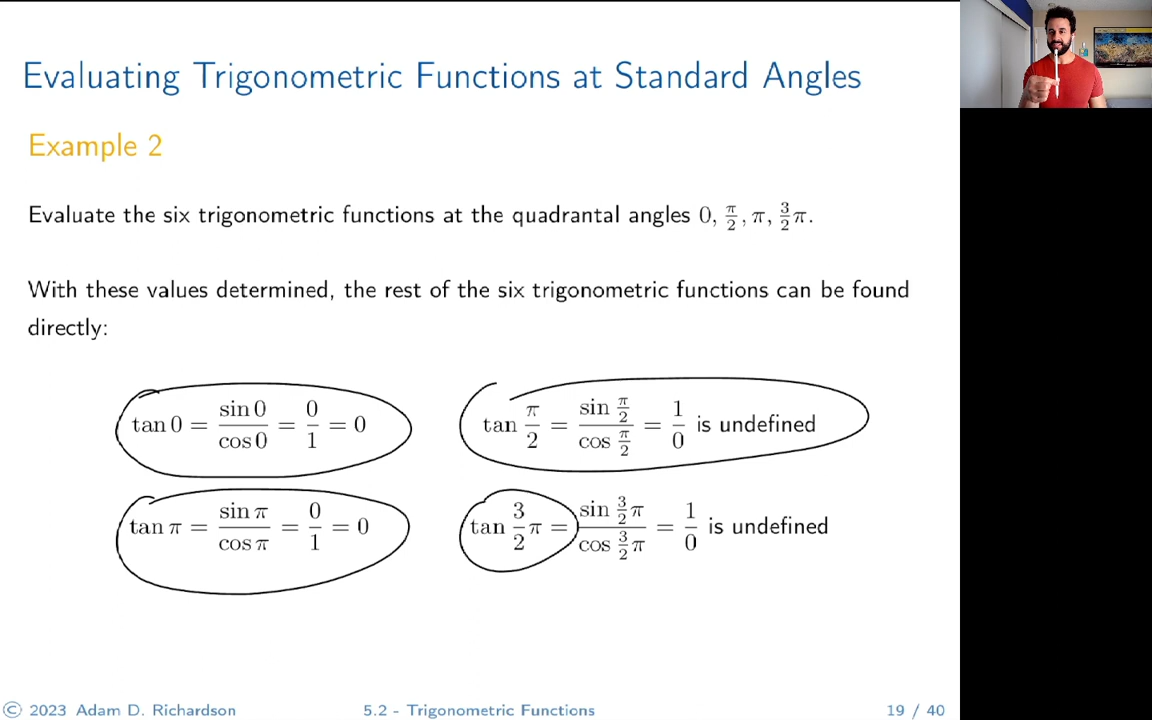 Evaluating Trigonometric Functions at Standard Angles
Example 2
Evaluate the six trigonometric functions at the quadrantal angles 0, π/2, π, 3/2 π.
With these values determined, the rest of the six trigonometric functions can be found
directly:
tan 0 = sin 0 / cos 0 = 0/1 = 0
tan π/2 = sin π/2 / cos π/2 = 1/0 is undefined
tan π = sin π / cos π = 0/1 = 0
tan 3/2 π = sin 3/2 π / cos 3/2 π = 1/0 is undefined
© 2023 Adam D. Richardson
5.2 - Trigonometric Functions
19 / 40